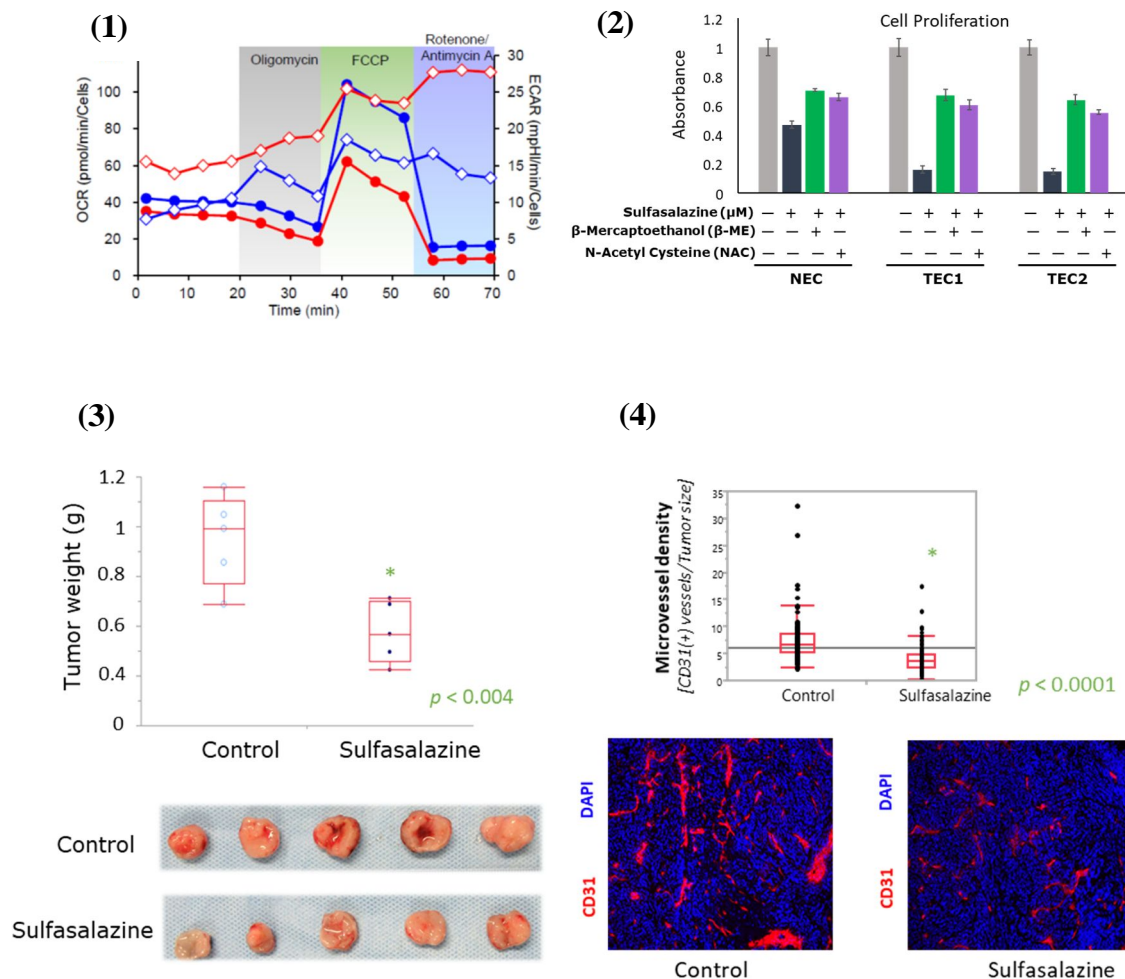 (1)
Oligomycin
FCCP
Rotenone/
Antimycin A
OCR (pmol/min/Cells)
100
80
60
40
20
0
0 10 20 30 40 50 60 70
Time (min)
30
25
20
15
10
5
0
ECAR (mpHl/min/Cells)
(2)
Cell Proliferation
Absorbance
1.2
1
0.8
0.6
0.4
0.2
0
Sulfasalazine (μM) — + + + — + + + — + + +
β-Mercaptoethanol (β-ME) + + +
N-Acetyl Cysteine (NAC) + + +
NEC TEC1 TEC2
(3)
Tumor weight (g)
1.2
1
0.8
0.6
0.4
0
*
p < 0.004
Control Sulfasalazine
Control
Sulfasalazine
(4)
Microvessel density
[CD31(+) vessels/Tumor size]
35
30
25
20
15
10
5
0
*
Control Sulfasalazine
p < 0.0001
CD31 DAPI
CD31 DAPI
Control Sulfasalazine